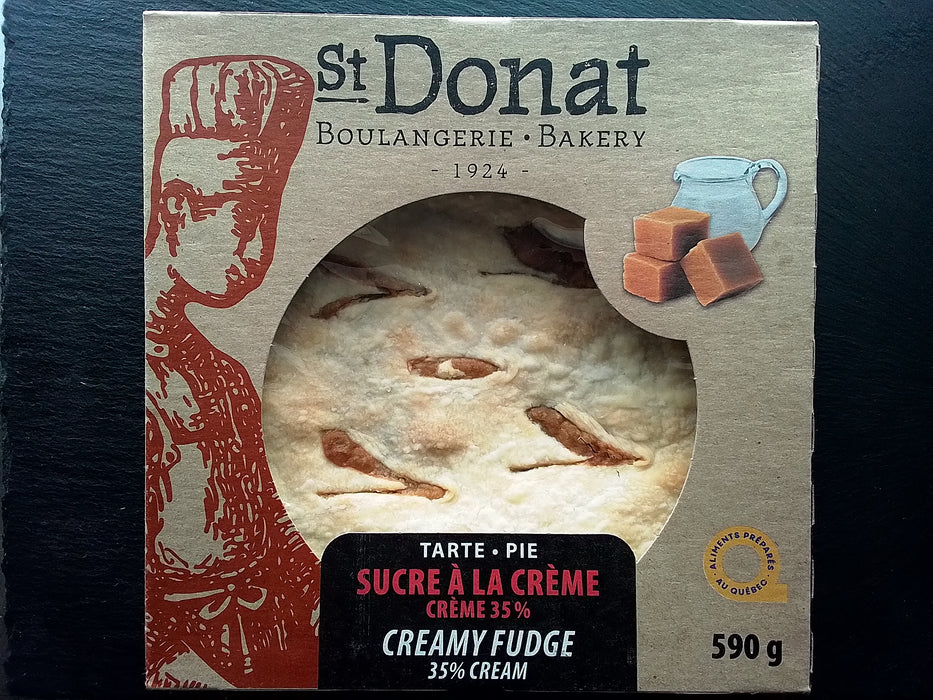 St Donat
BOULANGERIE • BAKERY
- 1924 -
TARTE • PIE
SUCRE À LA CRÈME
CRÈME 35 %
CREAMY FUDGE
35% CREAM
ALIMENTS PRÉPARÉS
AU QUÉBEC
590 g